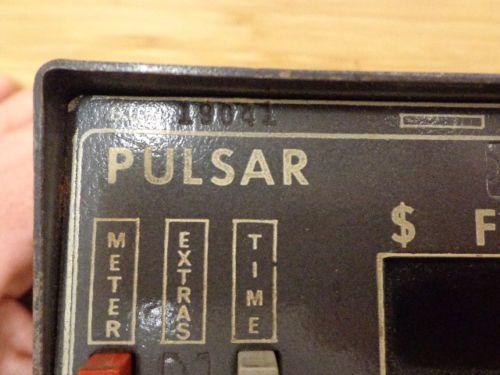 19041
PULSAR
$ F
METER EXTRAS TIME